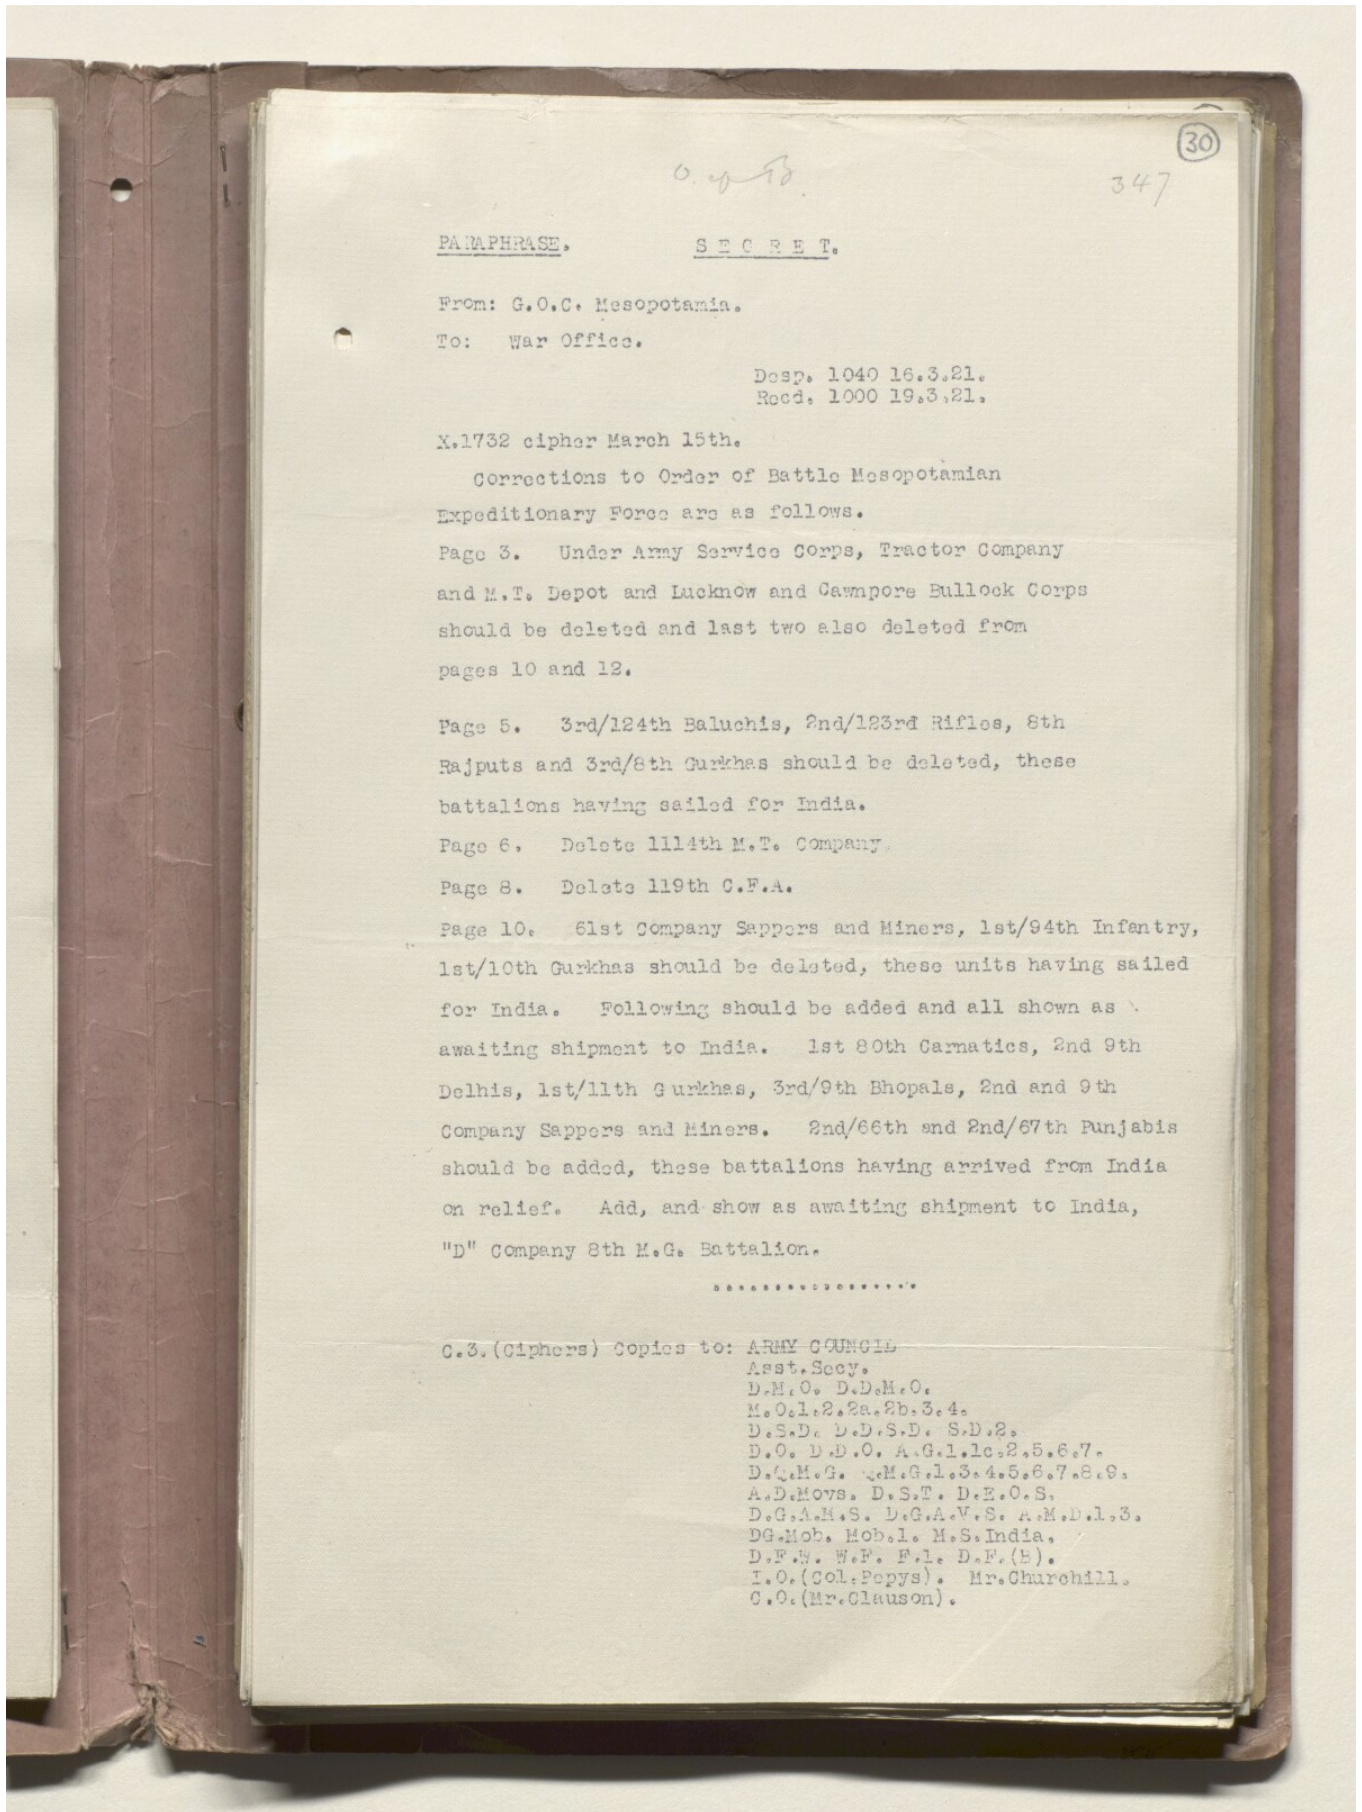 30
347
O. of B.
PARAPHRASE. SECRET.
From: G.O.C. Mesopotamia.
To: War Office.
Desp. 1040 16.3.21.
Recd. 1000 19.3.21.
X.1732 cipher March 15th.
Corrections to Order of Battle Mesopotamian
Expeditionary Force are as follows.
Page 3. Under Army Service Corps, Tractor Company
and M.T. Depot and Lucknow and Cawnpore Bullock Corps
should be deleted and last two also deleted from
pages 10 and 12.
Page 5. 3rd/124th Baluchis, 2nd/123rd Rifles, 8th
Rajputs and 3rd/8th Gurkhas should be deleted, these
battalions having sailed for India.
Page 6. Delete 1114th M.T. Company.
Page 8. Delete 119th C.F.A.
Page 10. 61st Company Sappers and Miners, 1st/94th Infantry,
1st/10th Gurkhas should be deleted, these units having sailed
for India. Following should be added and all shown as
awaiting shipment to India. 1st 80th Carnatics, 2nd 9th
Delhis, 1st/11th Gurkhas, 3rd/9th Bhopals, 2nd and 9th
Company Sappers and Miners. 2nd/66th and 2nd/67th Punjabis
should be added, these battalions having arrived from India
on relief. Add, and show as awaiting shipment to India,
"D" Company 8th M.G. Battalion.
.................
C.3.(Ciphers) Copies to: ARMY COUNCIL
Asst.Secy.
D.M.O. D.D.M.O.
M.O.1.2.2a.2b.3.4.
D.S.D. D.D.S.D. S.D.2.
D.O. D.D.O. A.G.1.1c.2.5.6.7.
D.Q.M.G. Q.M.G.1.3.4.5.6.7.8.9.
A.D.Movs. D.S.T. D.E.O.S.
D.G.A.M.S. D.G.A.V.S. A.M.D.1.3.
DG.Mob. Mob.1. M.S.India.
D.F.W. W.F. F.1. D.F.(B).
I.O.(Col.Pepys). Mr.Churchill.
C.O.(Mr.Clauson).